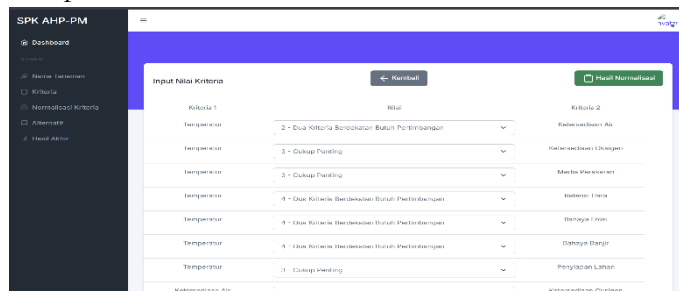 SPK AHP-PM
Dashboard
Nama Tanaman
Kriteria
Normalisasi Kriteria
Alternatif
Hasil Akhir
Input Nilai Kriteria
Kembali
Hasil Normalisasi
Kriteria 1 Nilai Kriteria 2
Temperatur 2 - Dua Kriteria Berdekatan Butuh Pertimbangan Ketersediaan Air
Temperatur 3 - Cukup Penting Ketersediaan Oksigen
Temperatur 3 - Cukup Penting Media Perakaran
Temperatur 4 - Dua Kriteria Berdekatan Butuh Pertimbangan Retensi Hara
Temperatur 4 - Dua Kriteria Berdekatan Butuh Pertimbangan Bahaya Erosi
Temperatur 4 - Dua Kriteria Berdekatan Butuh Pertimbangan Bahaya Banjir
Temperatur 3 - Cukup Penting Penyiapan Lahan
Ketersediaan Air Ketersediaan Oksigen